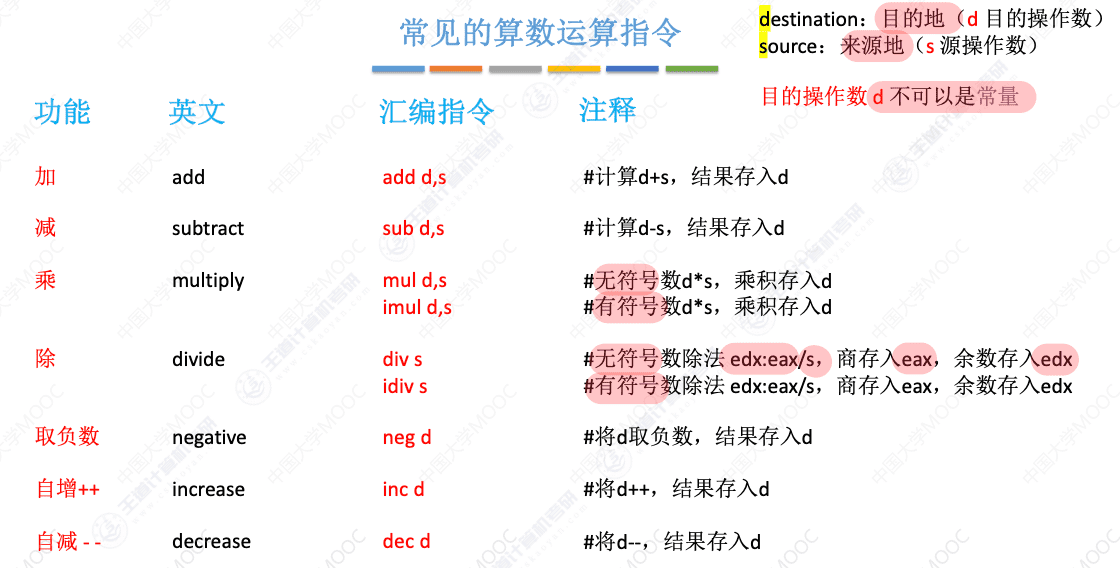 常见的算数运算指令
destination：目的地（d 目的操作数）
source：来源地（s 源操作数）
目的操作数 d 不可以是常量
功能 英文 汇编指令 注释
加 add add d,s #计算d+s，结果存入d
减 subtract sub d,s #计算d-s，结果存入d
乘 multiply mul d,s #无符号数d*s，乘积存入d
imul d,s #有符号数d*s，乘积存入d
除 divide div s #无符号数除法 edx:eax/s，商存入eax，余数存入edx
idiv s #有符号数除法 edx:eax/s，商存入eax，余数存入edx
取负数 negative neg d #将d取负数，结果存入d
自增++ increase inc d #将d++，结果存入d
自减 - - decrease dec d #将d--，结果存入d
中国大学MOOC
王道计算机考研